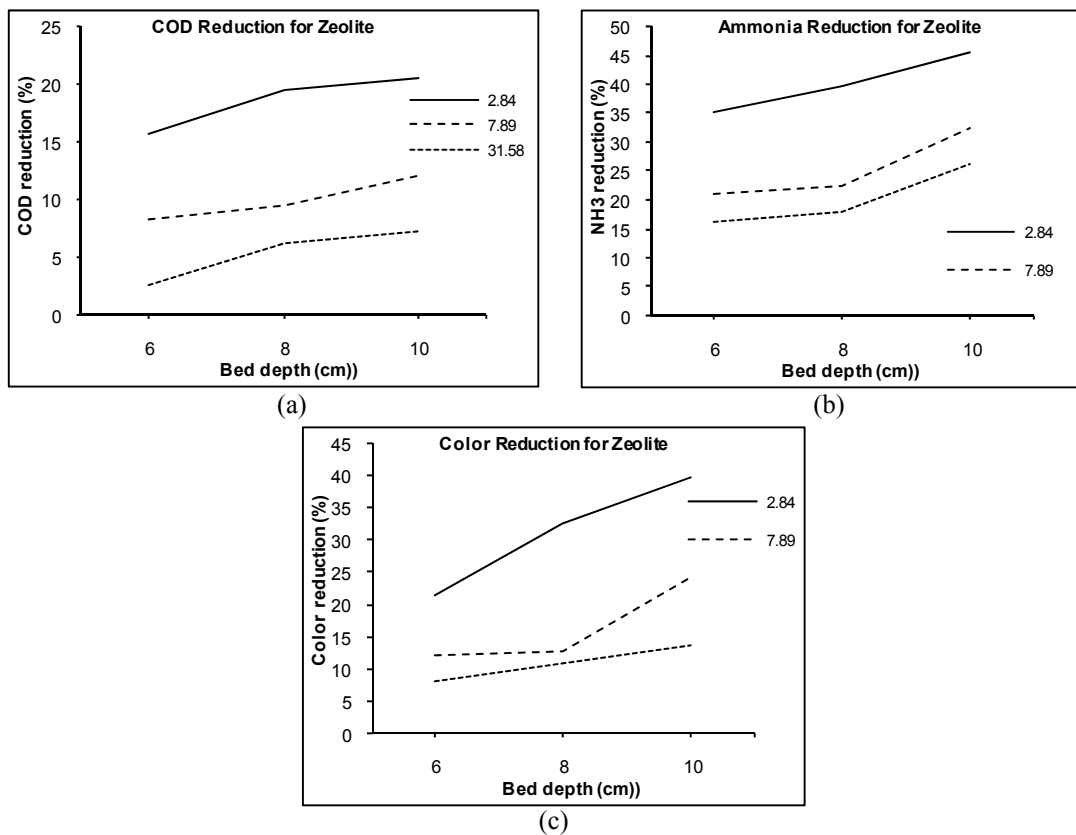 COD Reduction for Zeolite
25
20
15
10
5
0
COD reduction (%)
2.84
7.89
31.58
6 8 10
Bed depth (cm))
(a)
Ammonia Reduction for Zeolite
50
45
40
35
30
25
20
15
10
5
0
NH3 reduction (%)
2.84
7.89
6 8 10
Bed depth (cm))
(b)
Color Reduction for Zeolite
45
40
35
30
25
20
15
10
5
0
Color reduction (%)
2.84
7.89
6 8 10
Bed depth (cm))
(c)